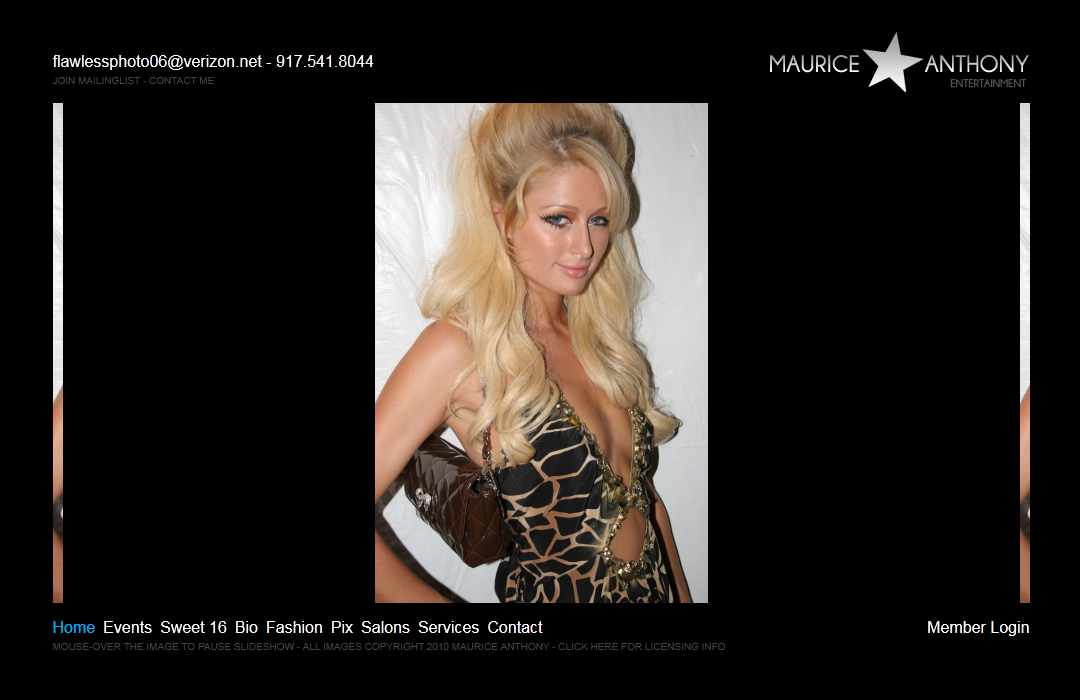 flawlessphoto06@verizon.net - 917.541.8044
JOIN MAILINGLIST - CONTACT ME
MAURICE ANTHONY
ENTERTAINMENT
Home Events Sweet 16 Bio Fashion Pix Salons Services Contact
Member Login
MOUSE-OVER THE IMAGE TO PAUSE SLIDESHOW - ALL IMAGES COPYRIGHT 2010 MAURICE ANTHONY - CLICK HERE FOR LICENSING INFO